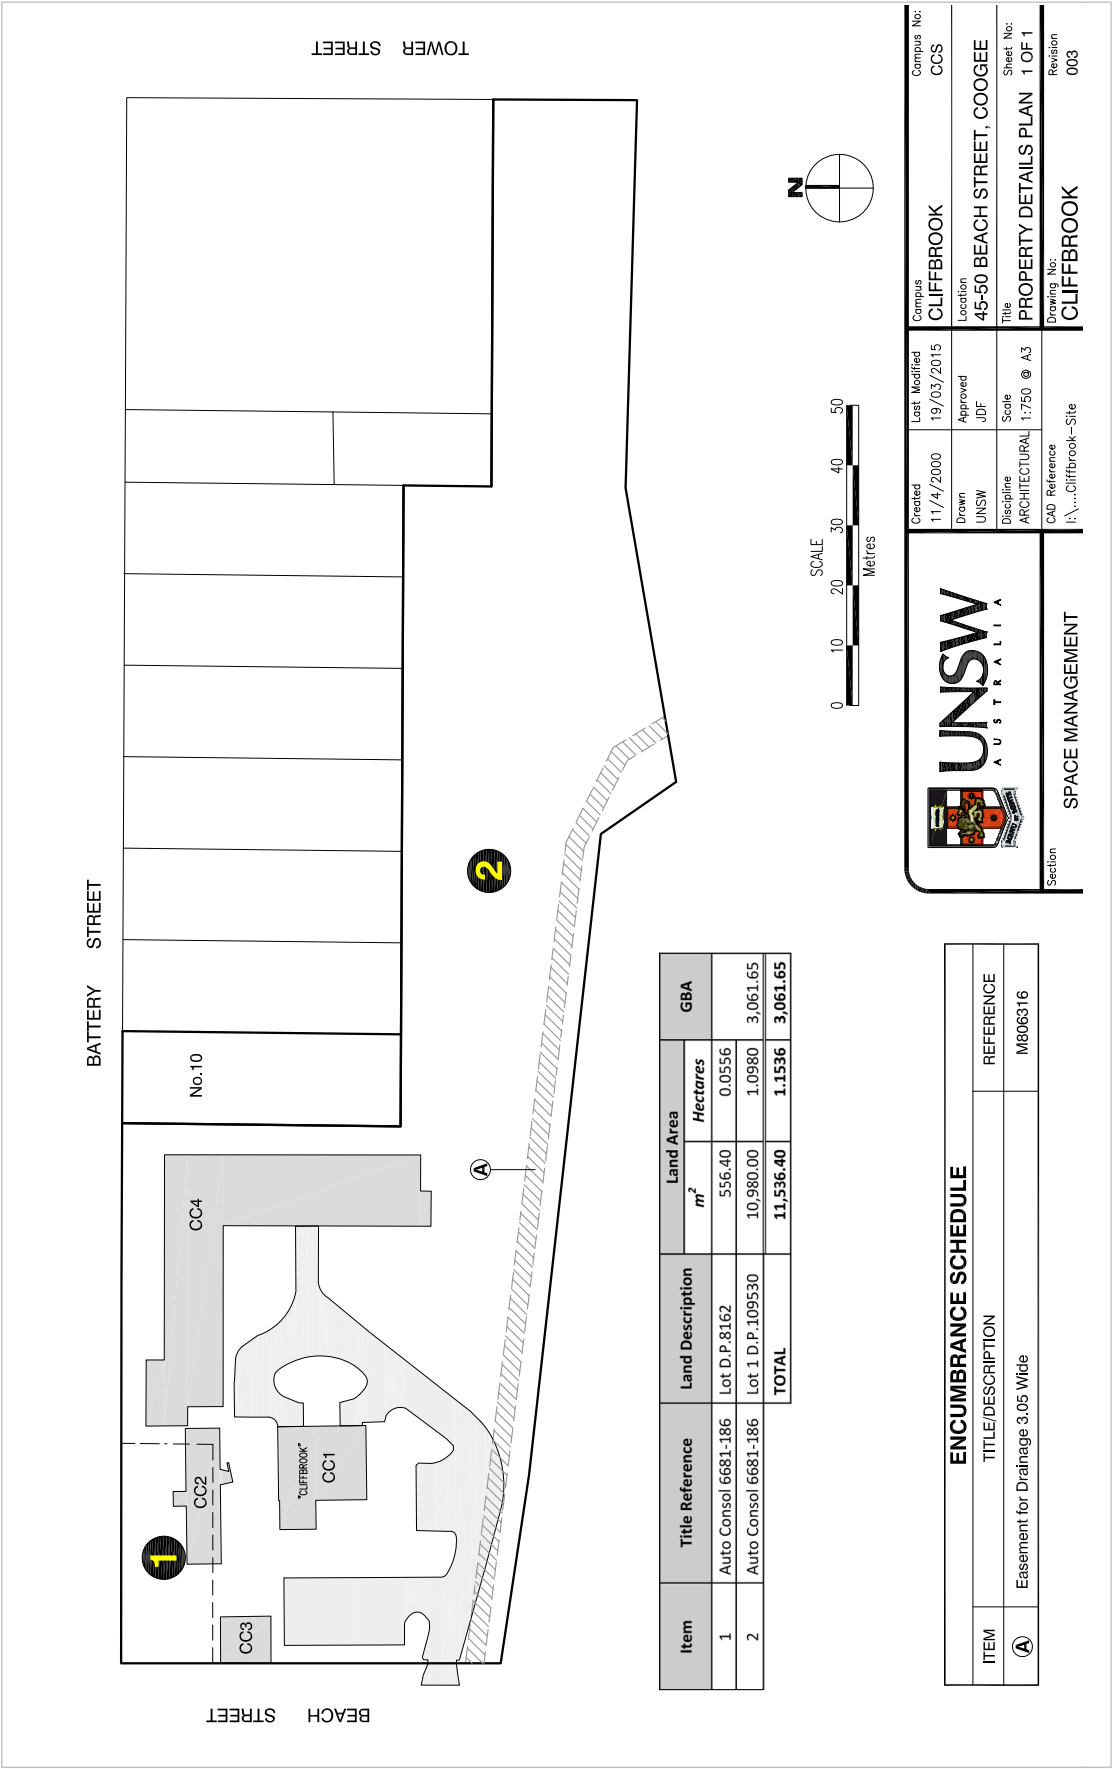 BATTERY STREET
TOWER STREET
BEACH STREET
No.10
CC4
CC2
"CLIFFBROOK"
CC1
CC3
1
2
A
N
SCALE
0 10 20 30 40 50
Metres
Item Title Reference Land Description Land Area GBA
m² Hectares
1 Auto Consol 6681-186 Lot D.P.8162 556.40 0.0556
2 Auto Consol 6681-186 Lot 1 D.P.109530 10,980.00 1.0980 3,061.65
TOTAL 11,536.40 1.1536 3,061.65
ENCUMBRANCE SCHEDULE
ITEM TITLE/DESCRIPTION REFERENCE
A Easement for Drainage 3.05 Wide M806316
UNSW
AUSTRALIA
Section
SPACE MANAGEMENT
Created
11/4/2000
Last Modified
19/03/2015
Drawn
UNSW
Approved
JDF
Discipline
ARCHITECTURAL
Scale
1:750 @ A3
CAD Reference
I:\....Cliffbrook-Site
Campus
CLIFFBROOK
Campus No:
CCS
Location
45-50 BEACH STREET, COOGEE
Title
PROPERTY DETAILS PLAN
Sheet No:
1 OF 1
Drawing No:
CLIFFBROOK
Revision
003